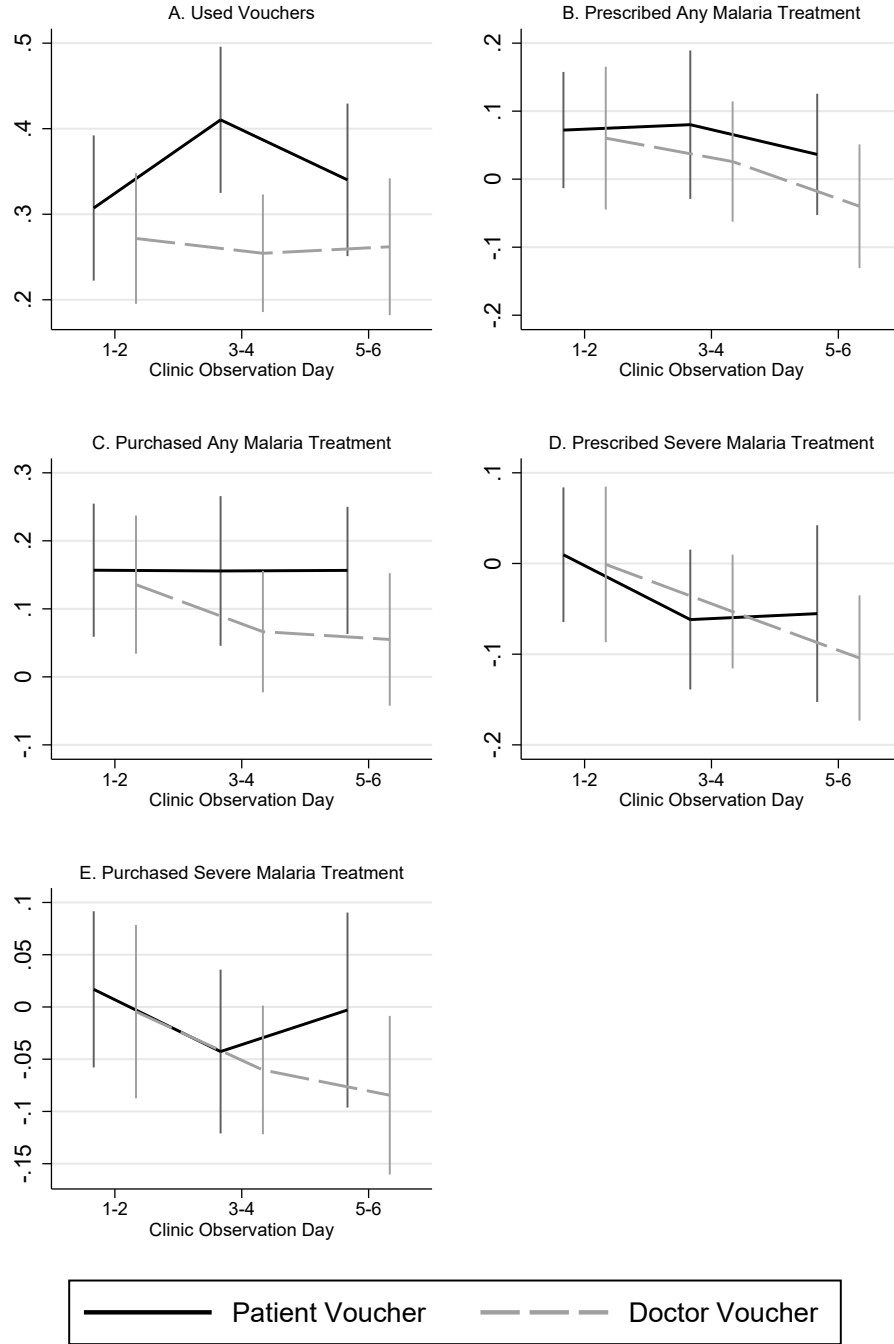 A. Used Vouchers
.5
.4
.3
.2
1-2 3-4 5-6
Clinic Observation Day
B. Prescribed Any Malaria Treatment
.2
.1
0
-.1
-.2
1-2 3-4 5-6
Clinic Observation Day
C. Purchased Any Malaria Treatment
.3
.2
.1
0
-.1
1-2 3-4 5-6
Clinic Observation Day
D. Prescribed Severe Malaria Treatment
.1
0
-.1
-.2
1-2 3-4 5-6
Clinic Observation Day
E. Purchased Severe Malaria Treatment
.1
.05
0
-.05
-.1
-.15
1-2 3-4 5-6
Clinic Observation Day
Patient Voucher Doctor Voucher